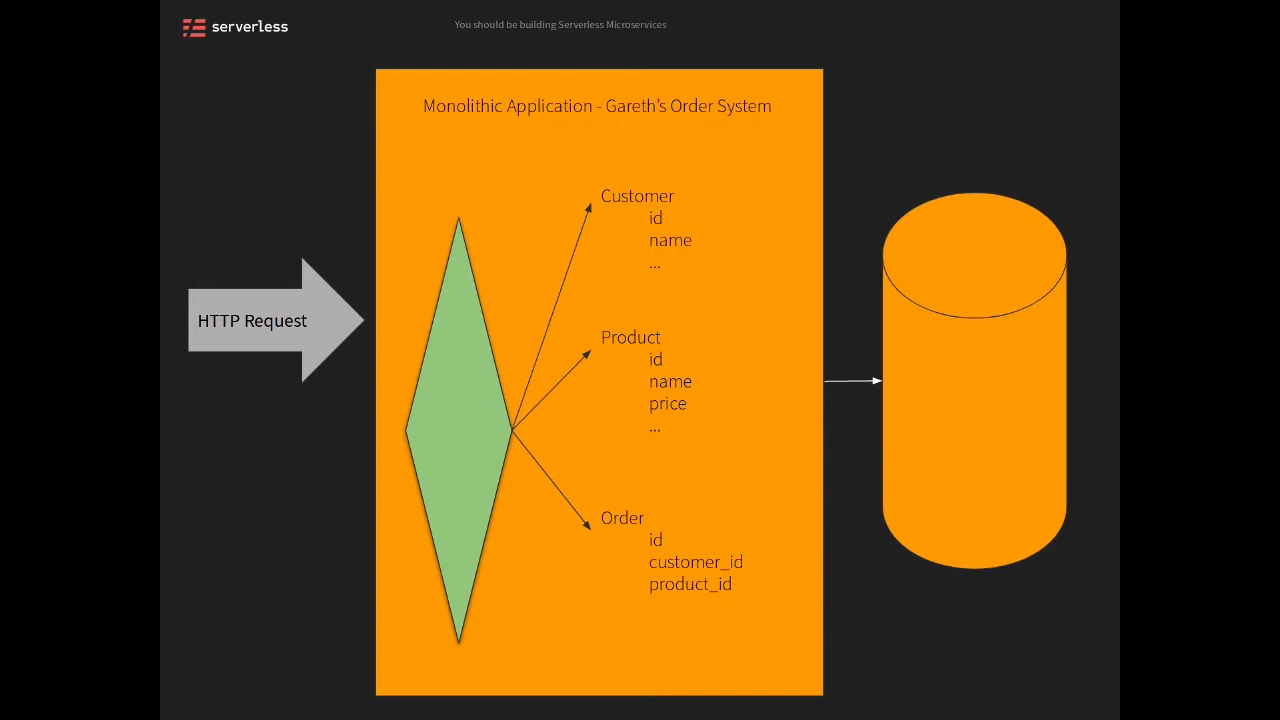 serverless
You should be building Serverless Microservices
Monolithic Application - Gareth's Order System
HTTP Request
Customer
id
name
...
Product
id
name
price
...
Order
id
customer_id
product_id